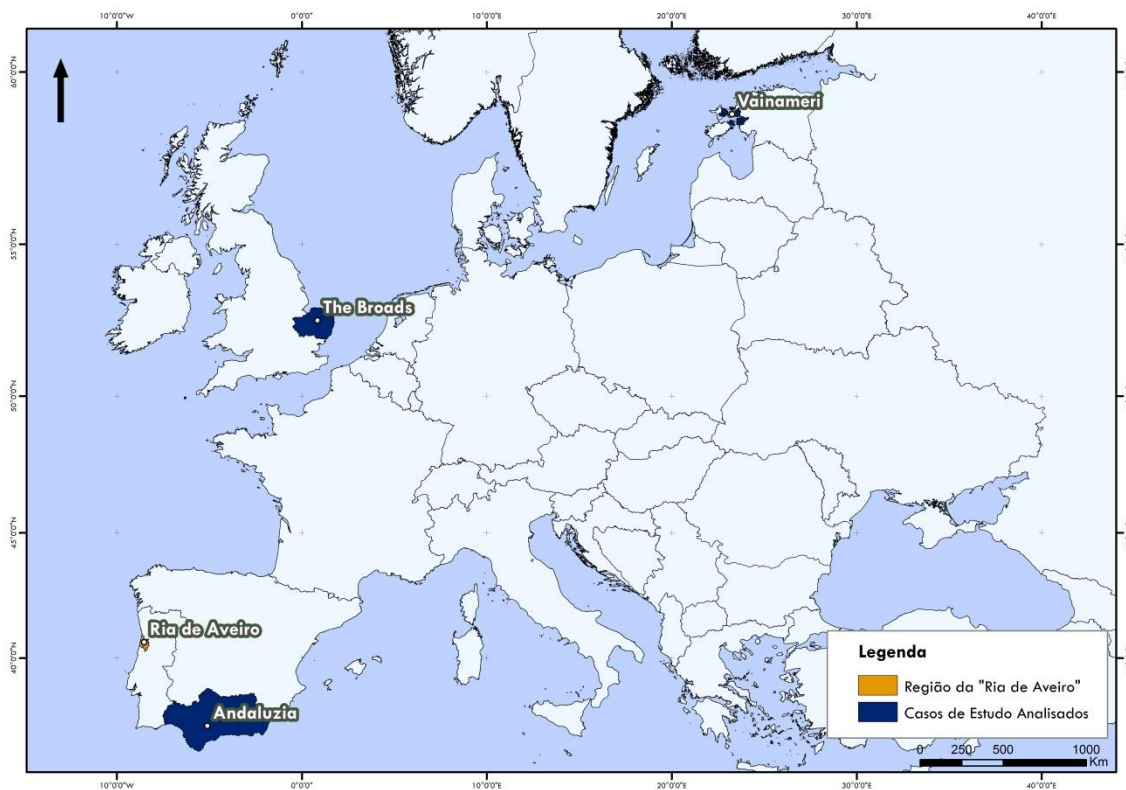 10°0'0"W 0°0'0" 10°0'0"E 20°0'0"E 30°0'0"E 40°0'0"E
60°0'0"N
Väinameri
55°0'0"N
The Broads
50°0'0"N
45°0'0"N
Ria de Aveiro
40°0'0"N
Andaluzia
Legenda
Região da "Ria de Aveiro"
Casos de Estudo Analisados
0 250 500 1000
Km
10°0'0"W 0°0'0" 10°0'0"E 20°0'0"E 30°0'0"E 40°0'0"E